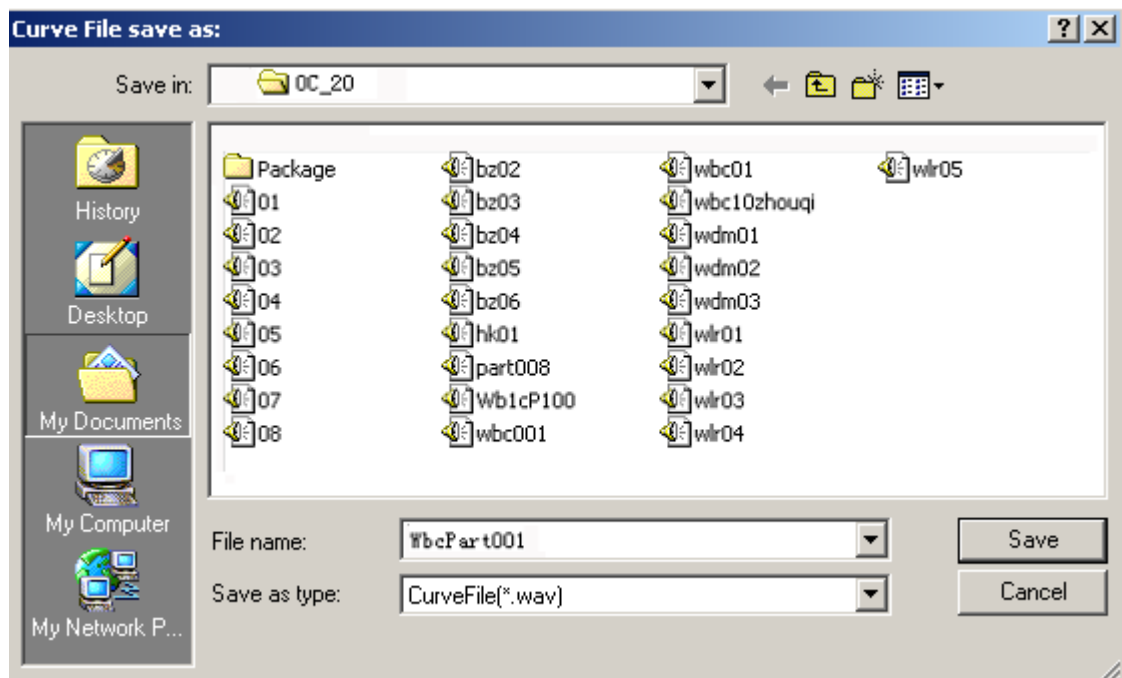 Curve File save as:
Save in: OC_20
History
Desktop
My Documents
My Computer
My Network P...
Package bz02 wbc01 wlr05
01 bz03 wbc10zhouqi
02 bz04 wdm01
03 bz05 wdm02
04 bz06 wdm03
05 hk01 wlr01
06 part008 wlr02
07 Wb1cP100 wlr03
08 wbc001 wlr04
File name: WbcPart001 Save
Save as type: CurveFile(*.wav) Cancel